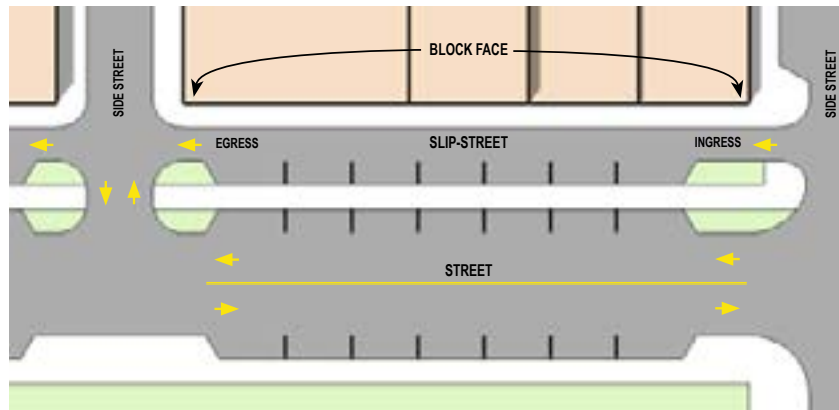 SIDE STREET
BLOCK FACE
SIDE STREET
EGRESS
SLIP-STREET
INGRESS
STREET